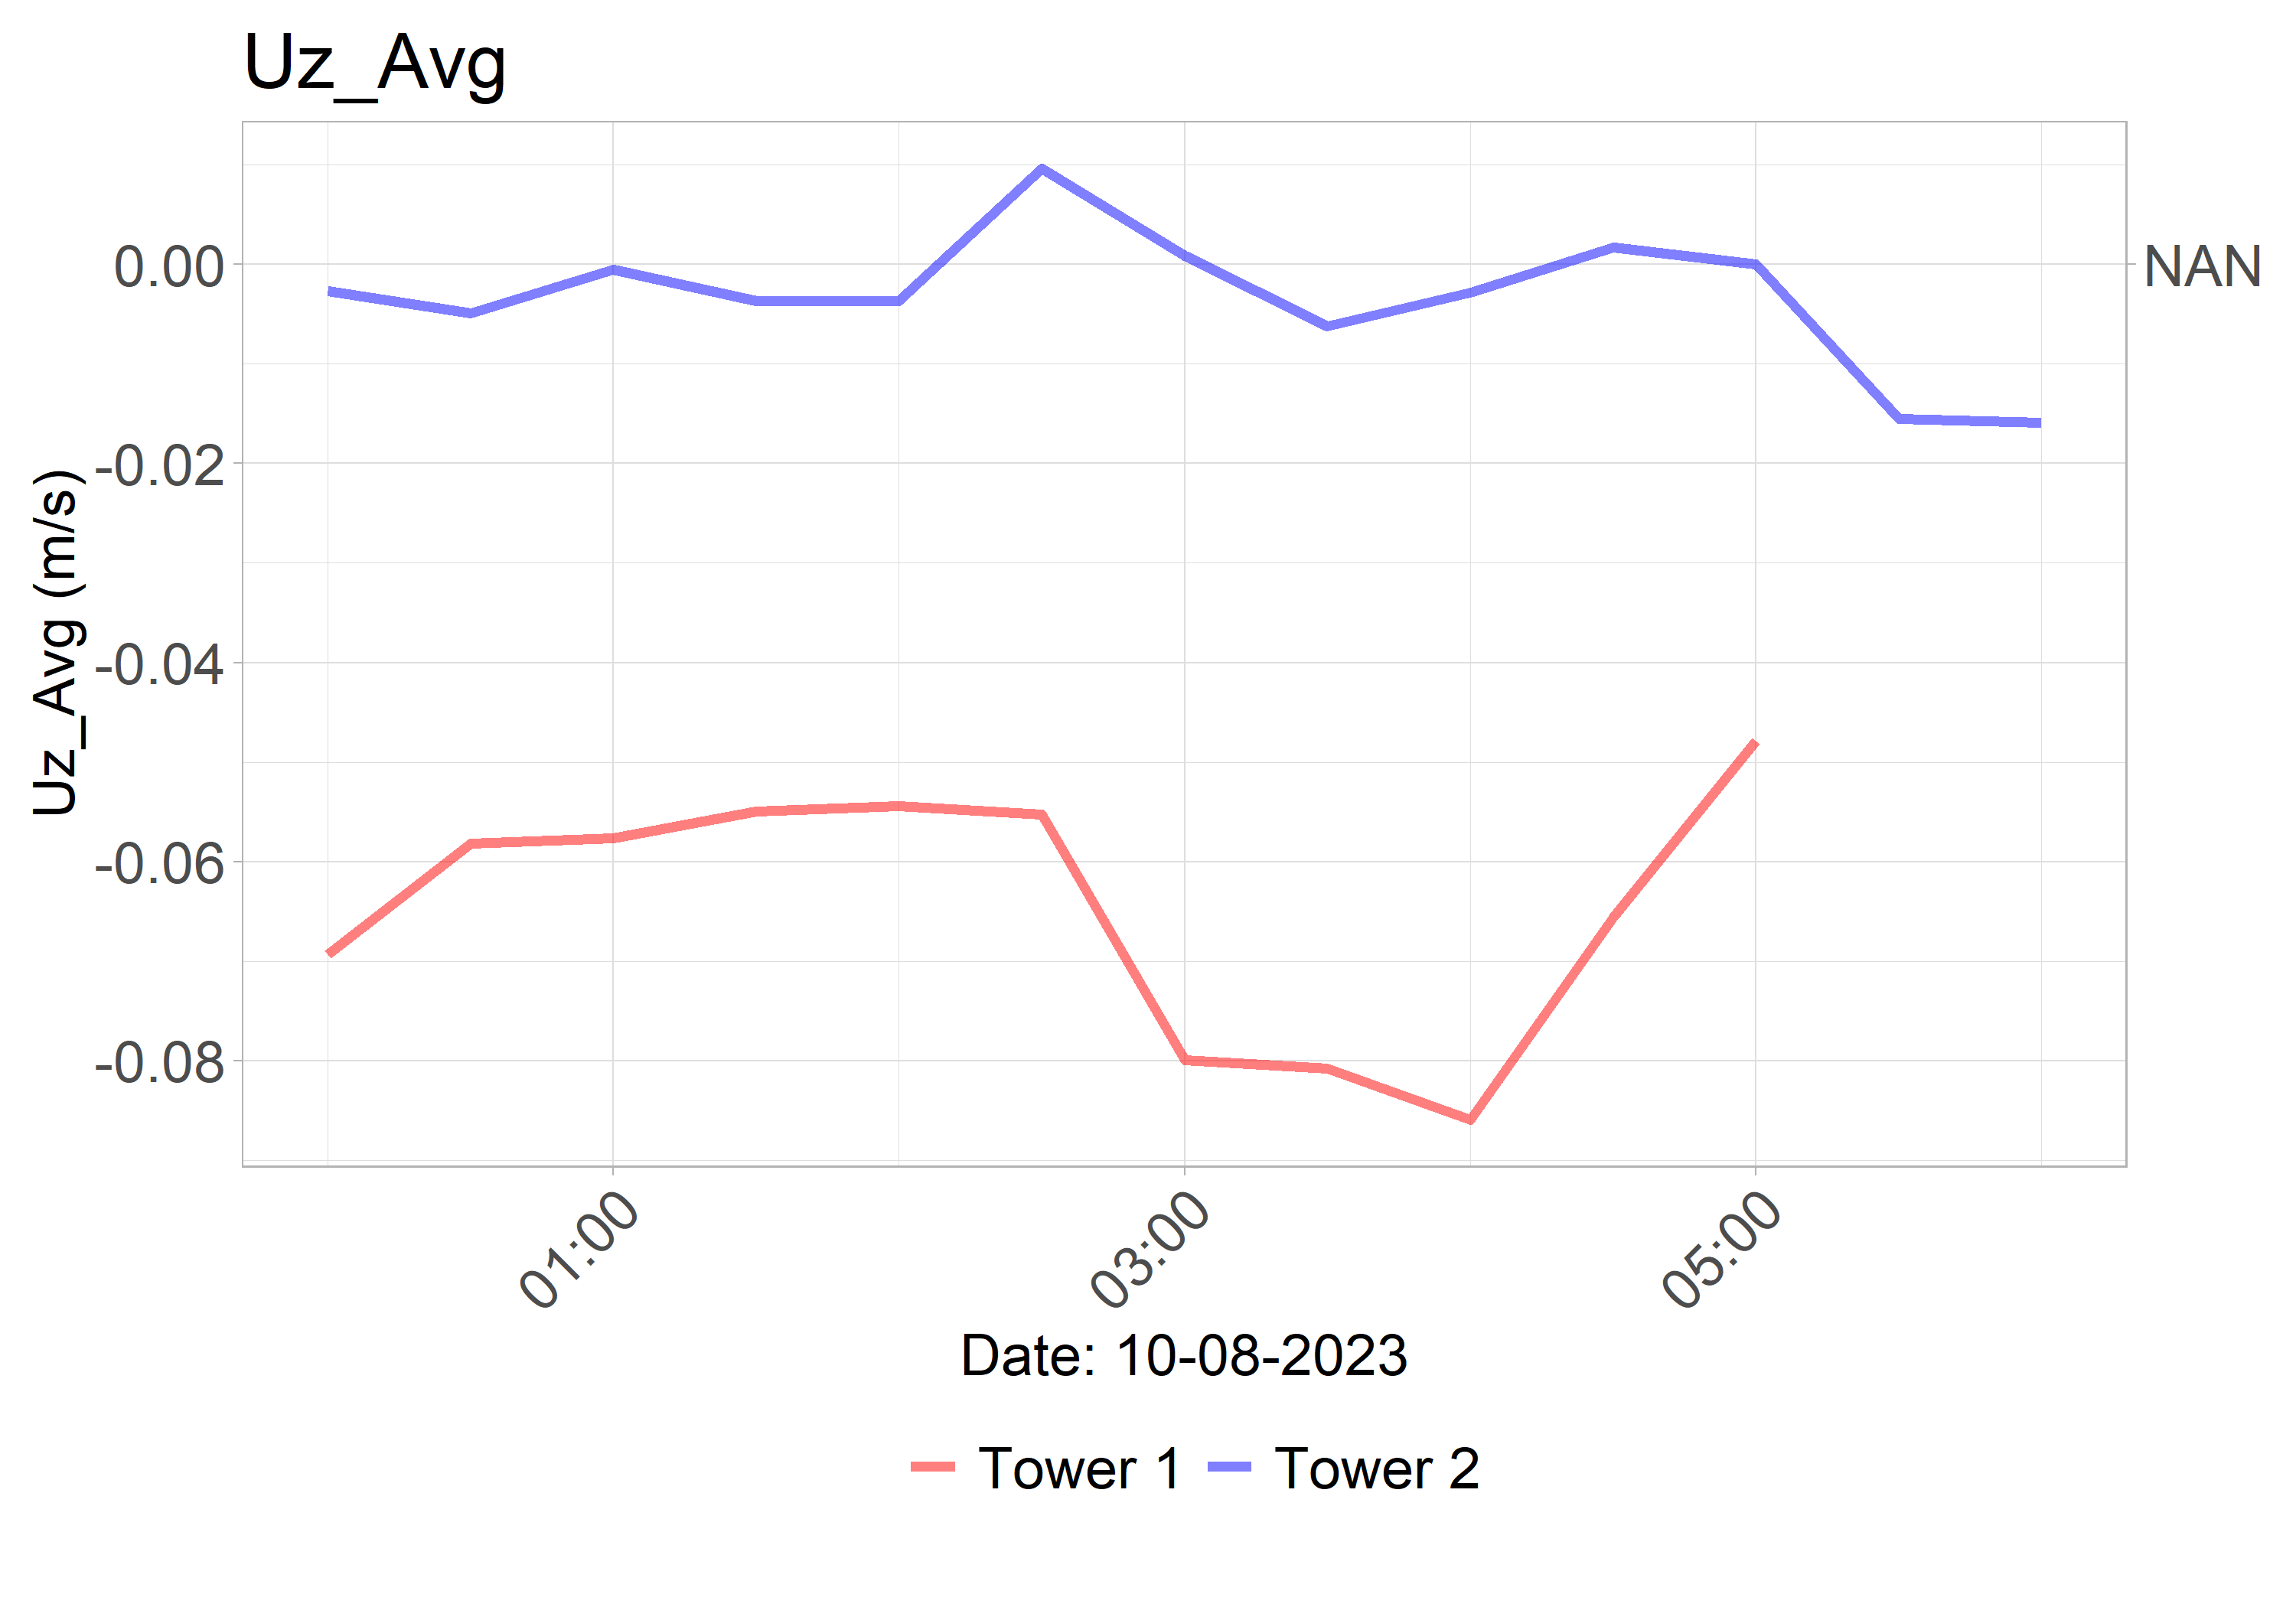 Uz_Avg
Uz_Avg (m/s)
0.00
-0.02
-0.04
-0.06
-0.08
NAN
01:00
03:00
05:00
Date: 10-08-2023
Tower 1
Tower 2